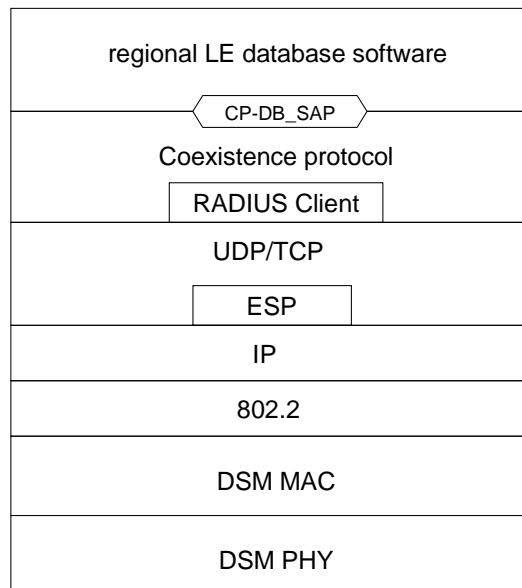 regional LE database software
CP-DB_SAP
Coexistence protocol
RADIUS Client
UDP/TCP
ESP
IP
802.2
DSM MAC
DSM PHY